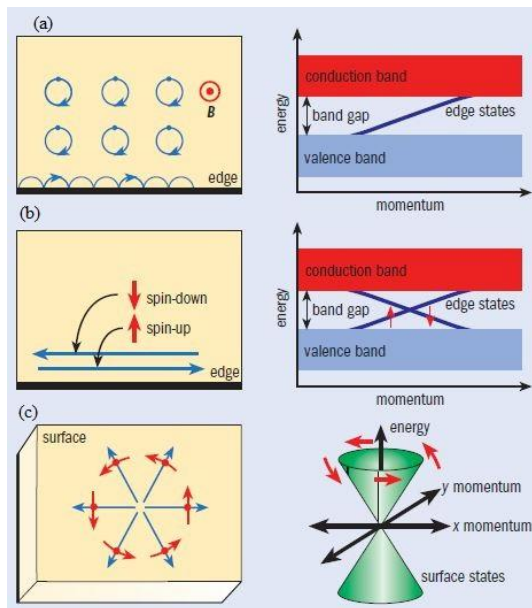 (a)
B
edge
energy
conduction band
band gap
edge states
valence band
momentum
(b)
spin-down
spin-up
edge
energy
conduction band
band gap
edge states
valence band
momentum
(c)
surface
energy
y momentum
x momentum
surface states